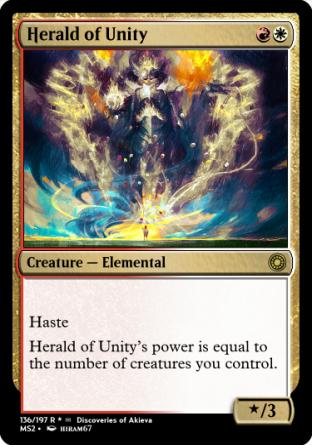 Herald of Unity
Creature — Elemental
Haste
Herald of Unity's power is equal to
the number of creatures you control.
★/3
136/197 R * Discoveries of Akieva
MS2 • HIRAM67